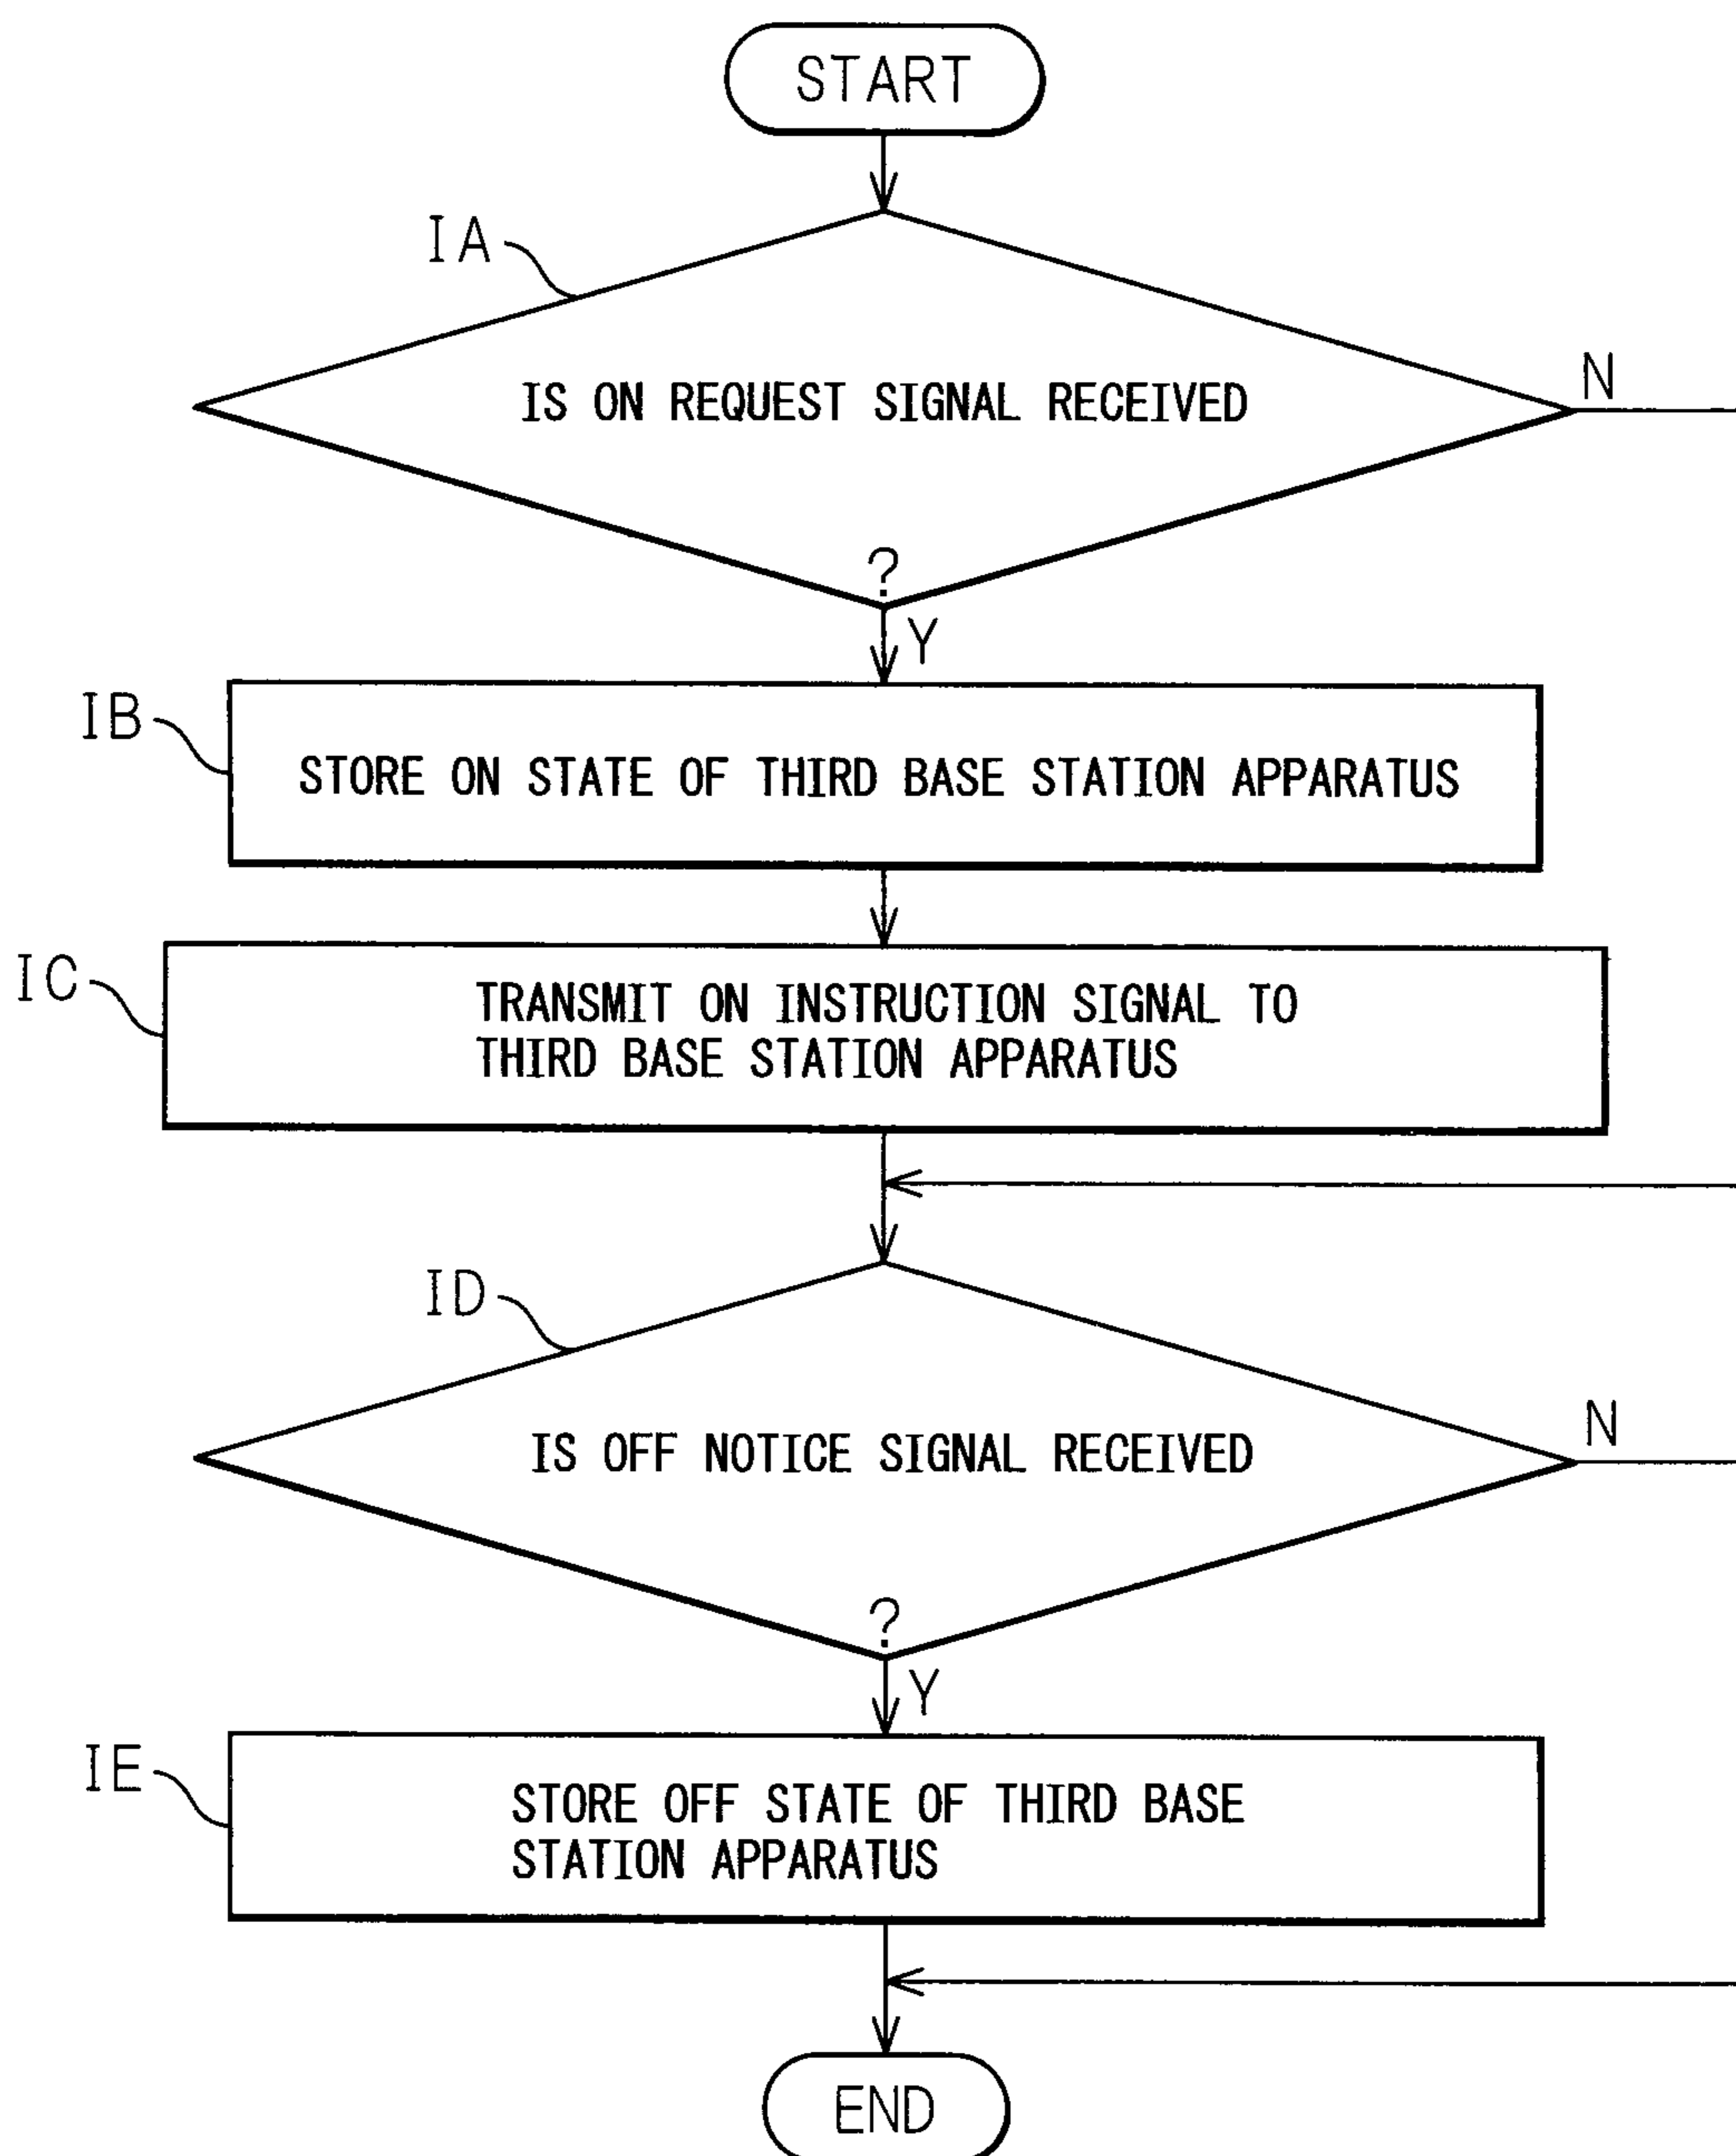 START
IA
IS ON REQUEST SIGNAL RECEIVED
N
?
Y
IB
STORE ON STATE OF THIRD BASE STATION APPARATUS
IC
TRANSMIT ON INSTRUCTION SIGNAL TO
THIRD BASE STATION APPARATUS
ID
IS OFF NOTICE SIGNAL RECEIVED
N
?
Y
IE
STORE OFF STATE OF THIRD BASE
STATION APPARATUS
END